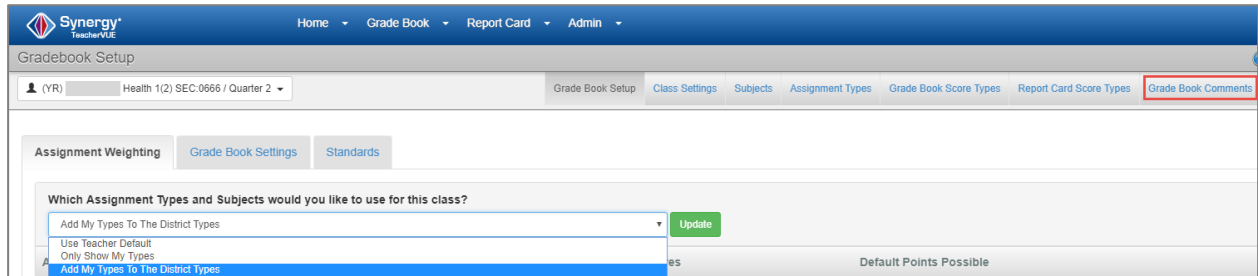 Synergy
TeacherVUE
Home Grade Book Report Card Admin
Gradebook Setup
(YR) Health 1(2) SEC:0666 / Quarter 2
Grade Book Setup Class Settings Subjects Assignment Types Grade Book Score Types Report Card Score Types Grade Book Comments
Assignment Weighting Grade Book Settings Standards
Which Assignment Types and Subjects would you like to use for this class?
Add My Types To The District Types Update
Use Teacher Default
Only Show My Types
Add My Types To The District Types
Default Points Possible